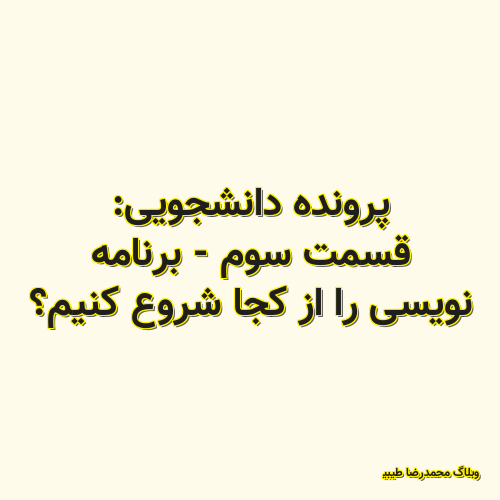 پرونده دانشجویی:
قسمت سوم - برنامه
نویسی را از کجا شروع کنیم؟
وبلاگ محمدرضا طیبی